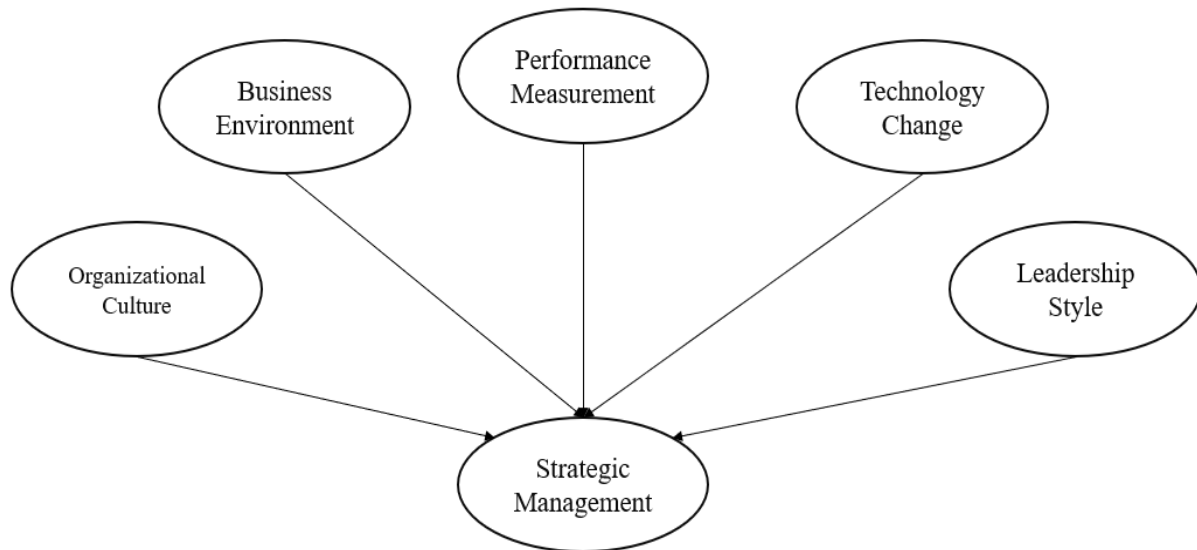 Performance
Measurement
Business
Environment
Technology
Change
Organizational
Culture
Leadership
Style
Strategic
Management